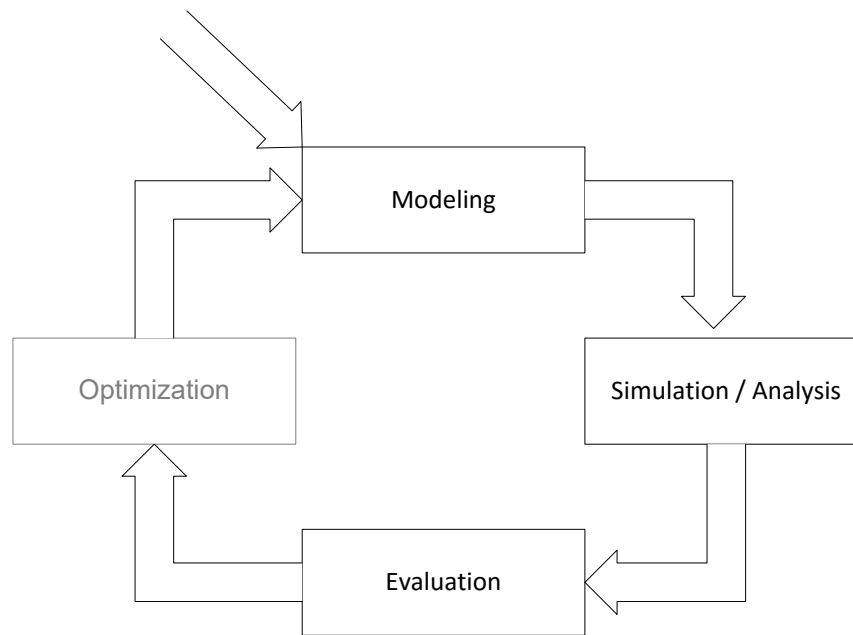 Modeling
Optimization
Simulation / Analysis
Evaluation